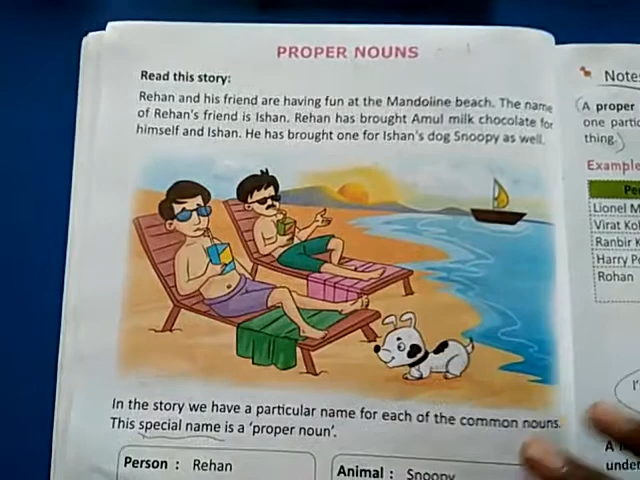 PROPER NOUNS
Read this story:
Rehan and his friend are having fun at the Mandoline beach. The name
of Rehan's friend is Ishan. Rehan has brought Amul milk chocolate for
himself and Ishan. He has brought one for Ishan's dog Snoopy as well.
In the story we have a particular name for each of the common nouns.
This special name is a 'proper noun'.
Person : Rehan
Animal : Snoopy
Note
A proper
one partic
thing.
Example
Pe
Lionel M
Virat Kol
Ranbir K
Harry Po
Rohan
I'
A
under